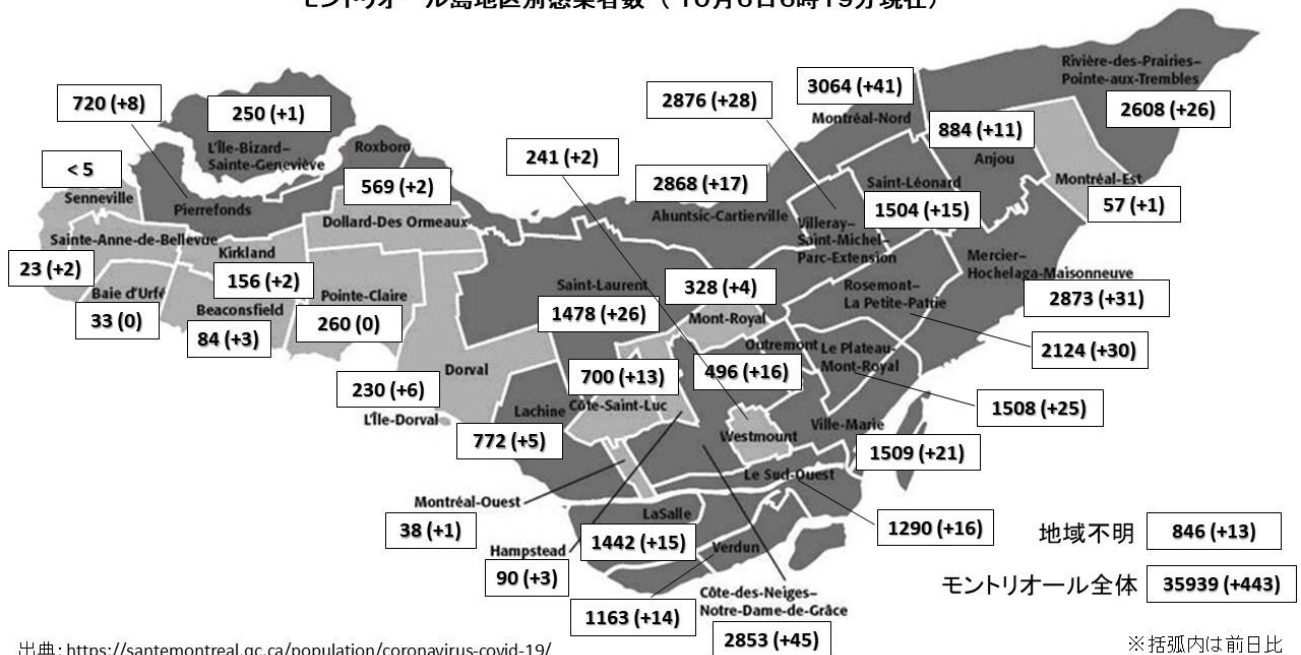 モントリオール島地区別感染者数（10月6日6時19分現在）
Rivière-des-Prairies–
Pointe-aux-Trembles
2608 (+26)
3064 (+41)
Montréal-Nord
2876 (+28)
884 (+11)
Anjou
720 (+8)
250 (+1)
L'Île-Bizard–
Sainte-Geneviève
Roxboro
569 (+2)
241 (+2)
< 5
Senneville
Pierrefonds
Dollard-Des Ormeaux
2868 (+17)
Ahuntsic-Cartierville
Saint-Léonard
1504 (+15)
Montréal-Est
57 (+1)
Villeray–
Saint-Michel–
Parc-Extension
Sainte-Anne-de-Bellevue
23 (+2)
Kirkland
156 (+2)
Baie d'Urfé
33 (0)
Beaconsfield
84 (+3)
Pointe-Claire
260 (0)
Saint-Laurent
1478 (+26)
328 (+4)
Mont-Royal
Rosemont–
La Petite-Patrie
Mercier–
Hochelaga-Maisonneuve
2873 (+31)
2124 (+30)
Outremont
496 (+16)
Le Plateau-
Mont-Royal
1508 (+25)
Dorval
230 (+6)
L'Île-Dorval
700 (+13)
Côte-Saint-Luc
Lachine
772 (+5)
Westmount
Ville-Marie
1509 (+21)
Le Sud-Ouest
1290 (+16)
Montréal-Ouest
38 (+1)
Hampstead
90 (+3)
LaSalle
1442 (+15)
Verdun
1163 (+14)
Côte-des-Neiges–
Notre-Dame-de-Grâce
2853 (+45)
地域不明 846 (+13)
モントリオール全体 35939 (+443)
出典: https://santemontreal.qc.ca/population/coronavirus-covid-19/
※括弧内は前日比